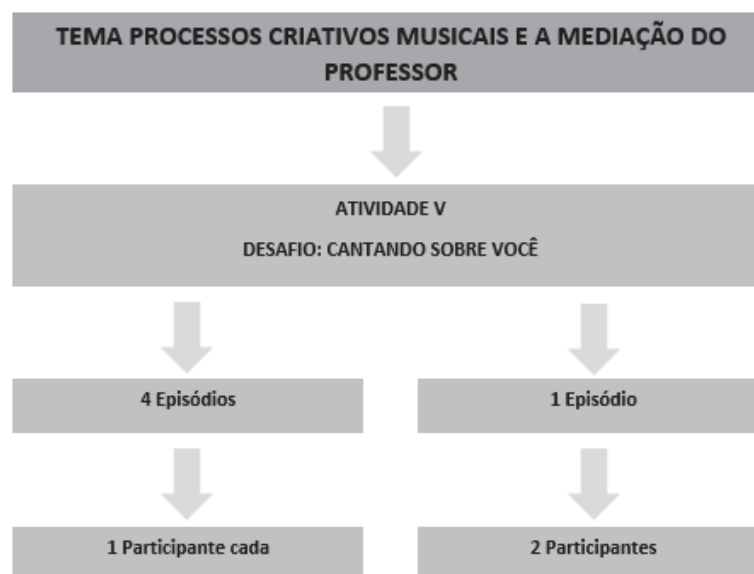 TEMA PROCESSOS CRIATIVOS MUSICAIS E A MEDIAÇÃO DO
PROFESSOR
ATIVIDADE V
DESAFIO: CANTANDO SOBRE VOCÊ
4 Episódios
1 Episódio
1 Participante cada
2 Participantes